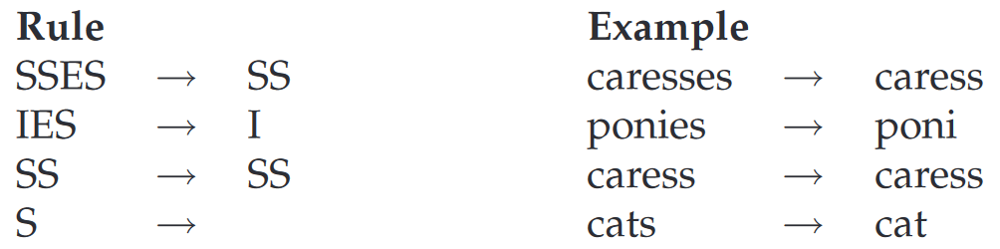 Rule Example
SSES → SS caresses → caress
IES → I ponies → poni
SS → SS caress → caress
S → cats → cat